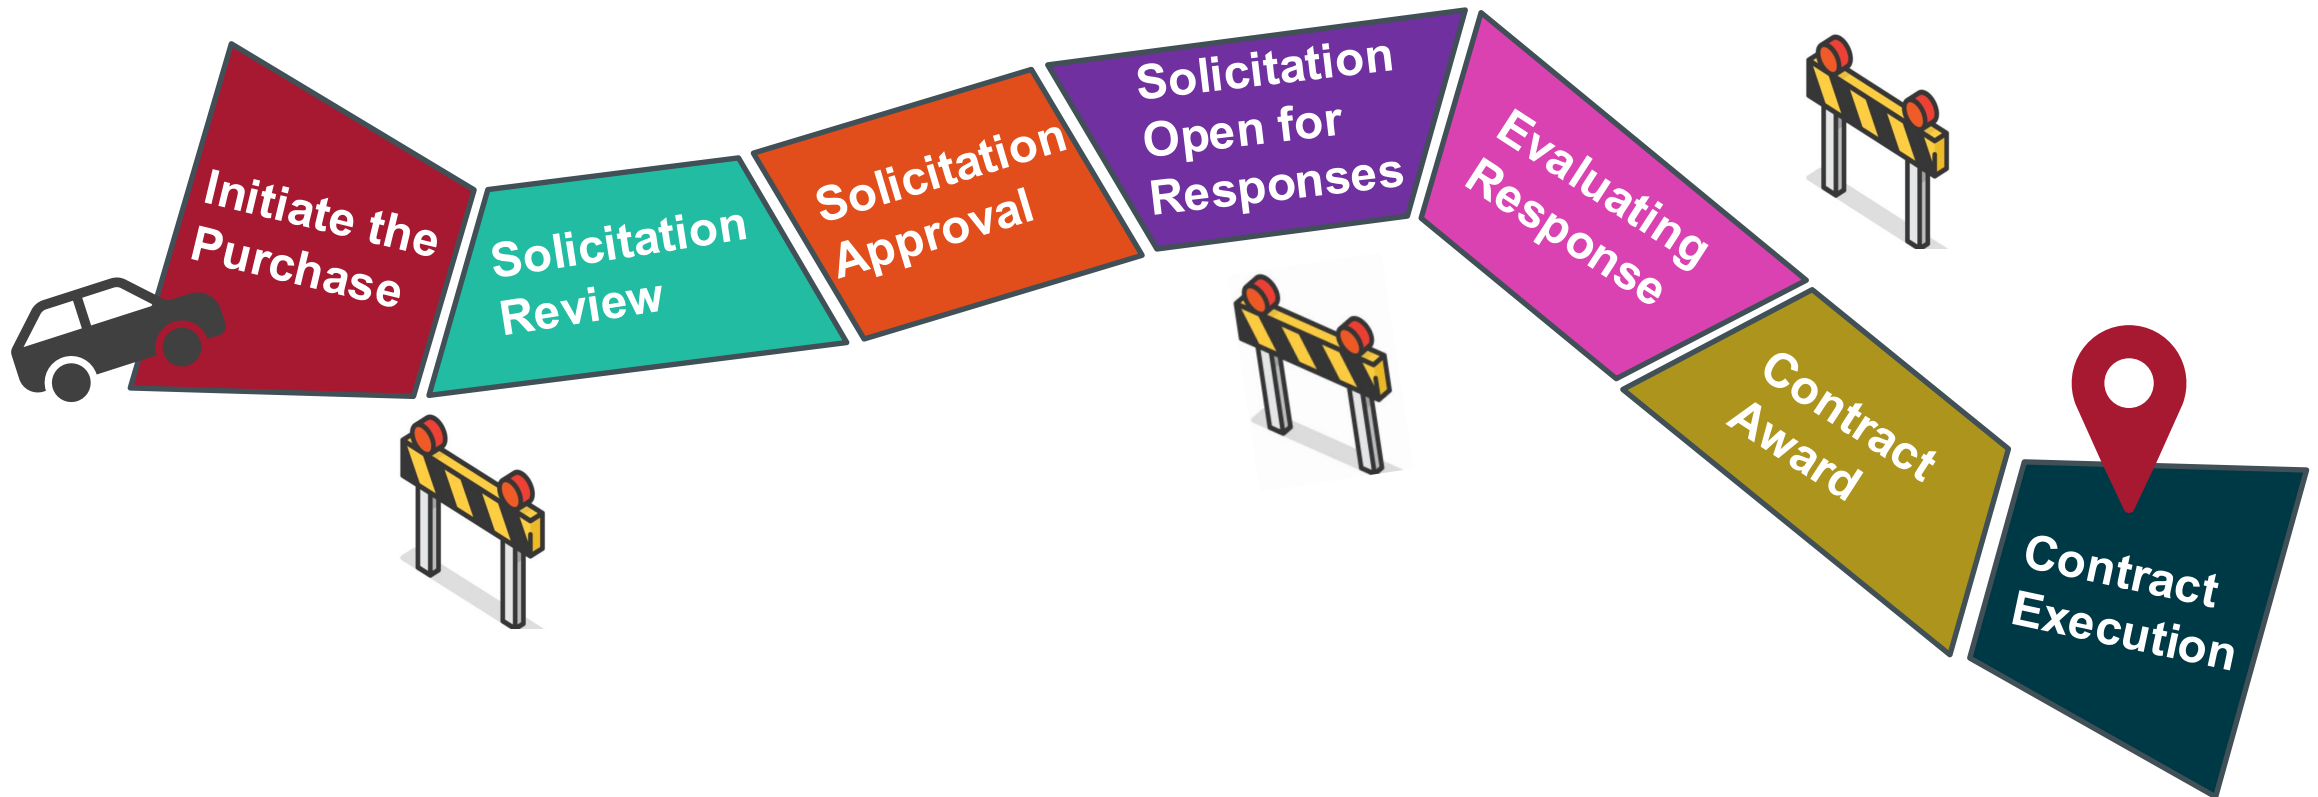 Initiate the
Purchase
Solicitation
Review
Solicitation
Approval
Solicitation
Open for
Responses
Evaluating
Response
Contract
Award
Contract
Execution